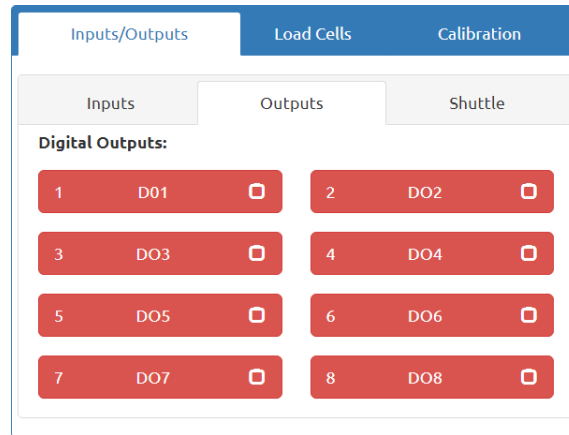 Inputs/Outputs Load Cells Calibration
Inputs Outputs Shuttle
Digital Outputs:
1 D01 2 DO2
3 DO3 4 DO4
5 DO5 6 DO6
7 DO7 8 DO8